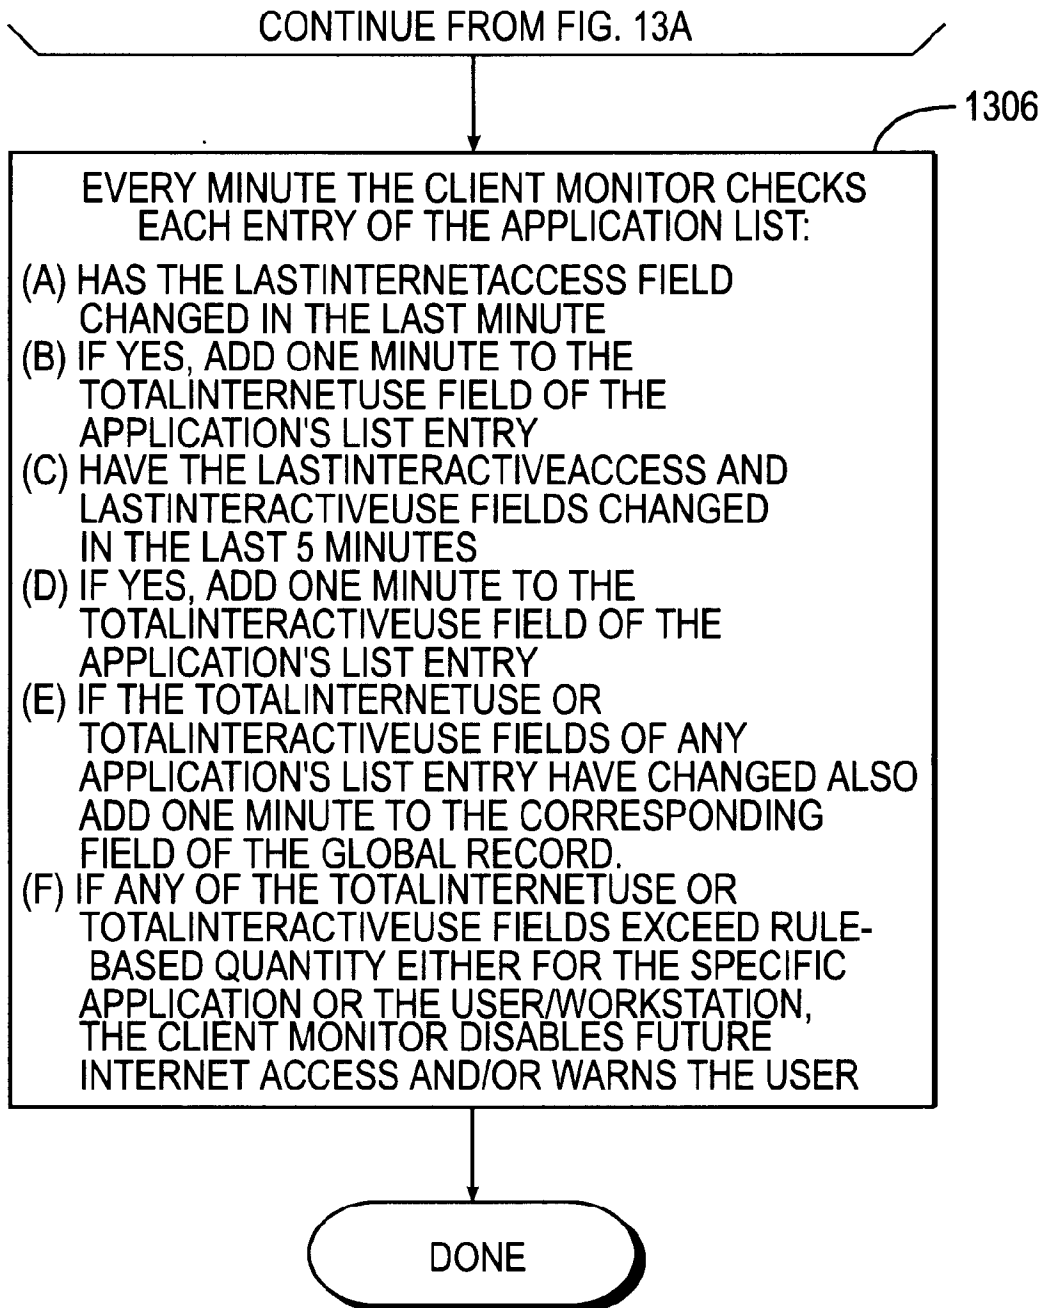 CONTINUE FROM FIG. 13A
1306
EVERY MINUTE THE CLIENT MONITOR CHECKS
EACH ENTRY OF THE APPLICATION LIST:
(A) HAS THE LASTINTERNETACCESS FIELD
CHANGED IN THE LAST MINUTE
(B) IF YES, ADD ONE MINUTE TO THE
TOTALINTERNETUSE FIELD OF THE
APPLICATION'S LIST ENTRY
(C) HAVE THE LASTINTERACTIVEACCESS AND
LASTINTERACTIVEUSE FIELDS CHANGED
IN THE LAST 5 MINUTES
(D) IF YES, ADD ONE MINUTE TO THE
TOTALINTERACTIVEUSE FIELD OF THE
APPLICATION'S LIST ENTRY
(E) IF THE TOTALINTERNETUSE OR
TOTALINTERACTIVEUSE FIELDS OF ANY
APPLICATION'S LIST ENTRY HAVE CHANGED ALSO
ADD ONE MINUTE TO THE CORRESPONDING
FIELD OF THE GLOBAL RECORD.
(F) IF ANY OF THE TOTALINTERNETUSE OR
TOTALINTERACTIVEUSE FIELDS EXCEED RULE-
BASED QUANTITY EITHER FOR THE SPECIFIC
APPLICATION OR THE USER/WORKSTATION,
THE CLIENT MONITOR DISABLES FUTURE
INTERNET ACCESS AND/OR WARNS THE USER
DONE